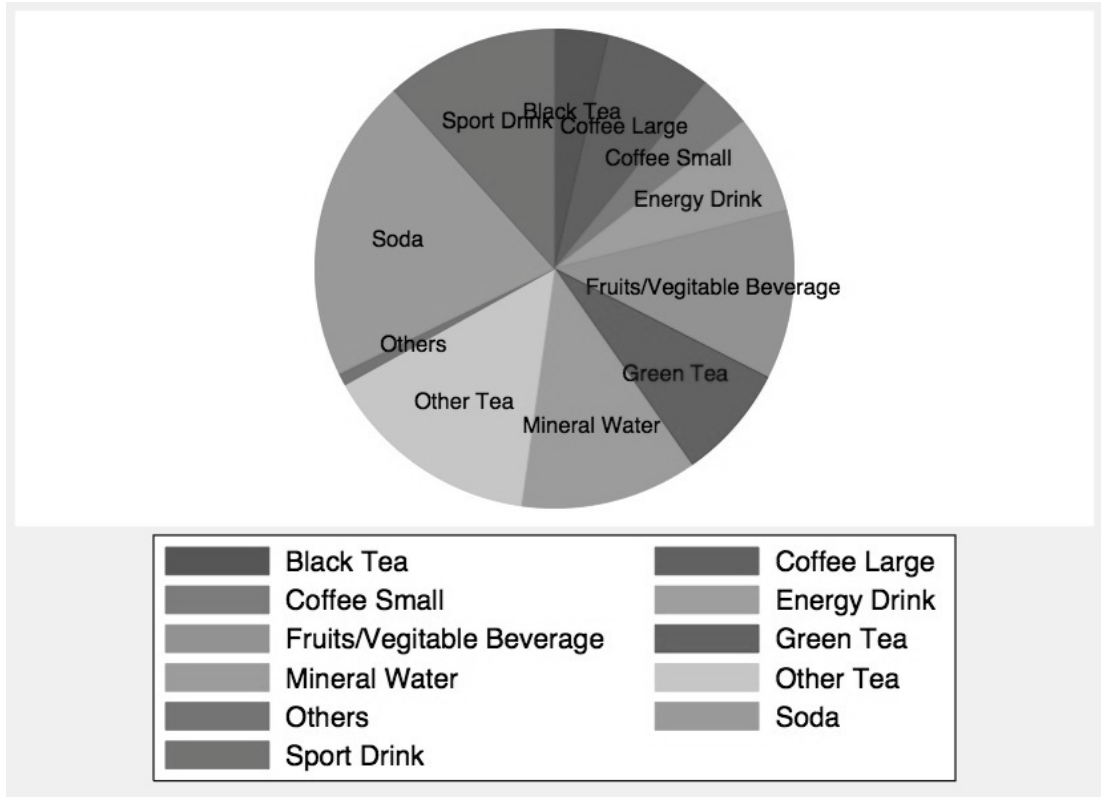 Black Tea
Sport Drink
Coffee Large
Coffee Small
Energy Drink
Soda
Fruits/Vegitable Beverage
Others
Green Tea
Other Tea
Mineral Water
Black Tea
Coffee Large
Coffee Small
Energy Drink
Fruits/Vegitable Beverage
Green Tea
Mineral Water
Other Tea
Others
Soda
Sport Drink